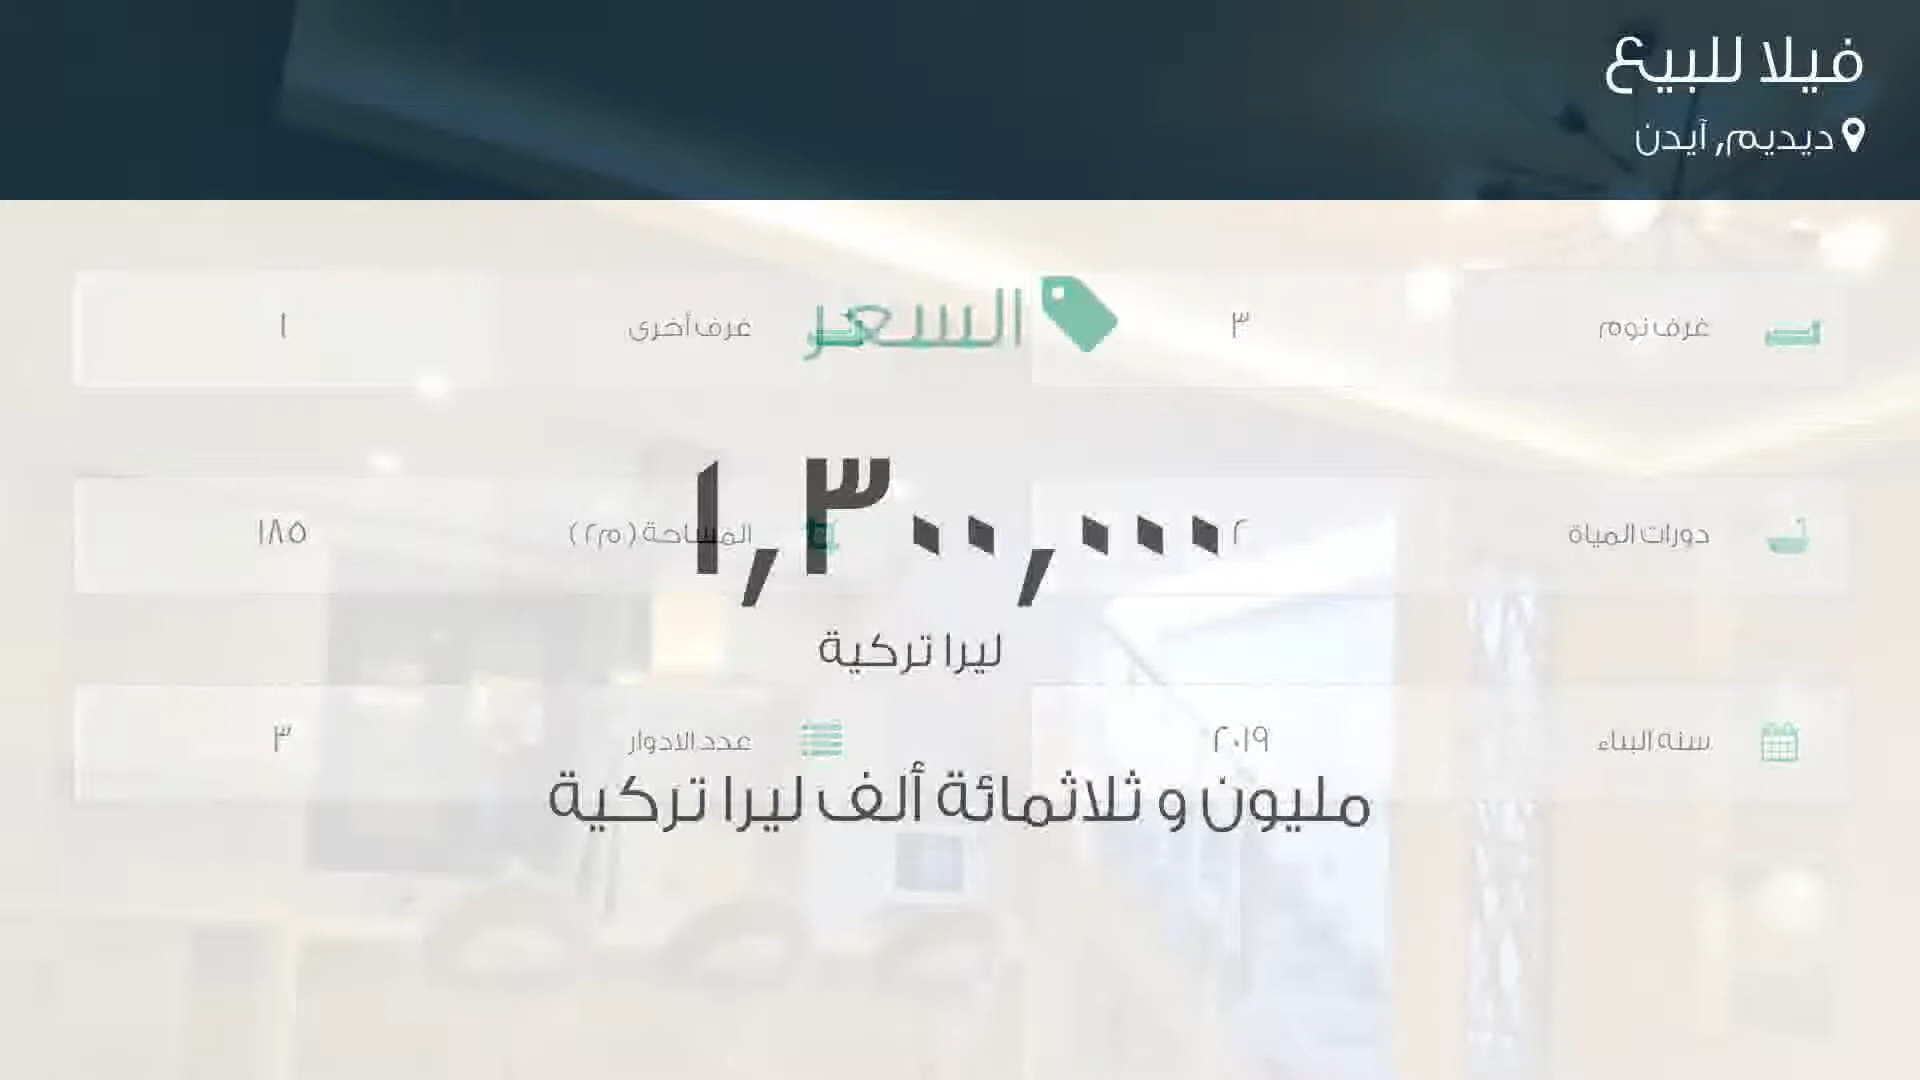 فيلا للبيع
ديديم, آيدن
السعر
غرف نوم ٣
غرف أخرى ١
١,٣٠٠,٠٠٠
دورات المياة ٢
المساحة (م٢) ١٨٥
ليرا تركية
سنه البناء ٢٠١٩
عدد الادوار ٣
مليون و ثلاثمائة ألف ليرا تركية